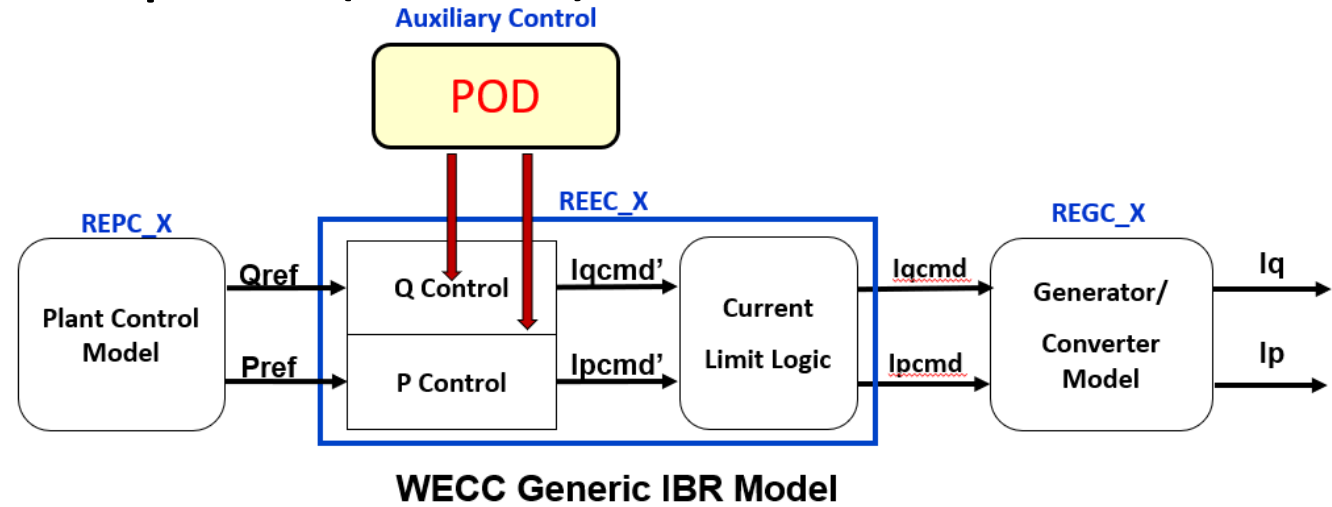 Auxiliary Control
POD
REPC_X
REEC_X
REGC_X
Plant Control
Model
Qref
Pref
Q Control
P Control
Iqcmd’
Ipcmd’
Current
Limit Logic
Iqcmd
Ipcmd
Generator/
Converter
Model
Iq
Ip
WECC Generic IBR Model